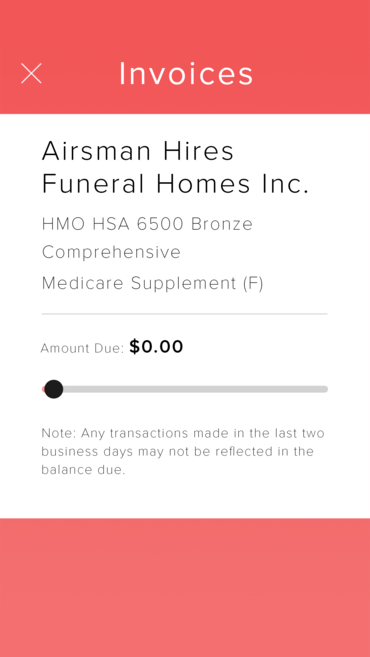 Invoices
Airsman Hires
Funeral Homes Inc.
HMO HSA 6500 Bronze
Comprehensive
Medicare Supplement (F)
Amount Due: $0.00
Note: Any transactions made in the last two
business days may not be reflected in the
balance due.